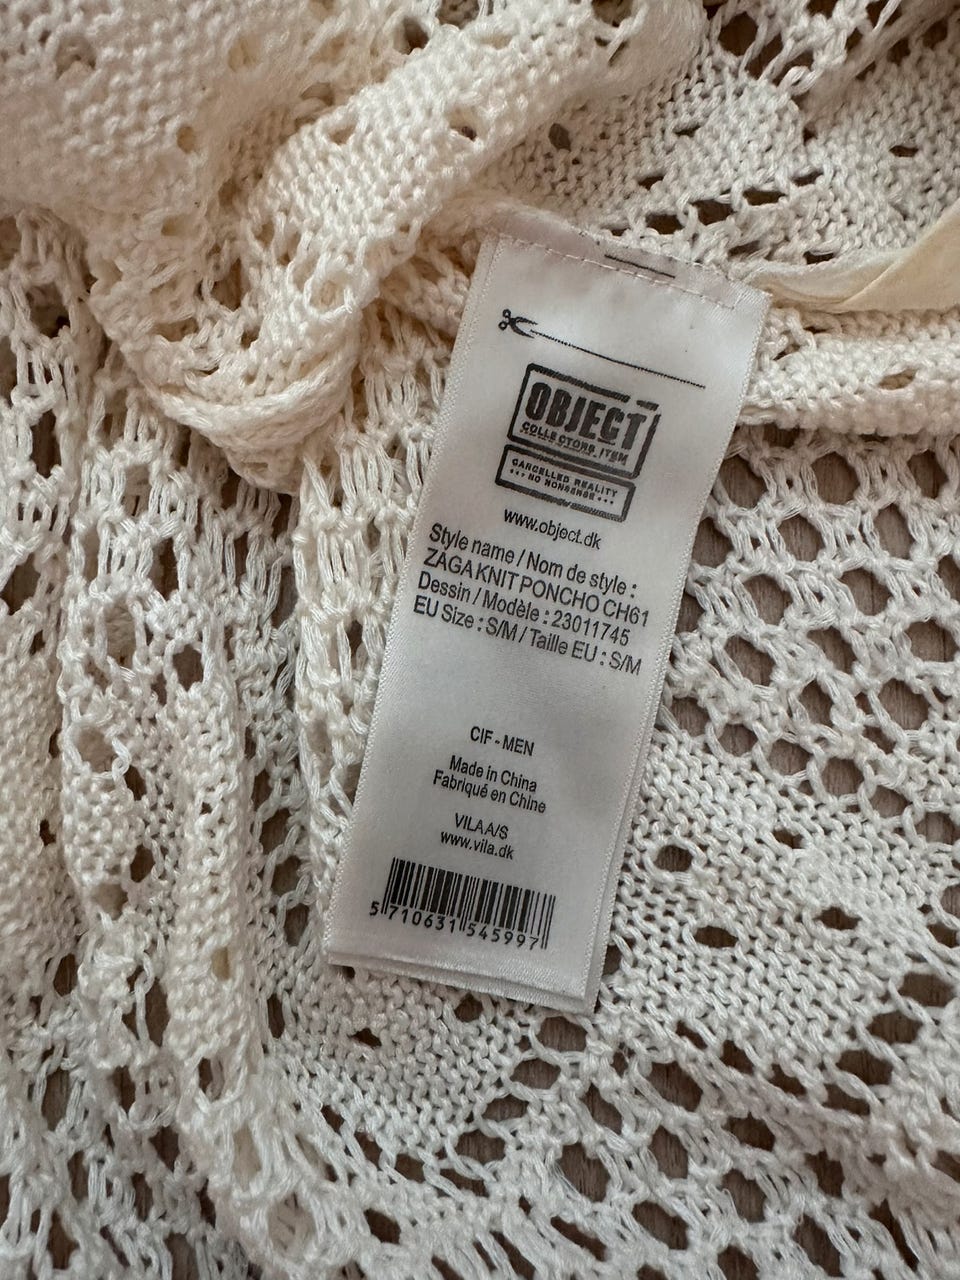 OBJECT
COLLECTORS ITEM
CANCELLED REALITY
••• NO NONSENSE •••
www.object.dk
Style name / Nom de style :
ZAGA KNIT PONCHO CH61
Dessin / Modèle : 23011745
EU Size : S/M / Taille EU : S/M
CIF - MEN
Made in China
Fabriqué en Chine
VILA A/S
www.vila.dk
5 710631 545997